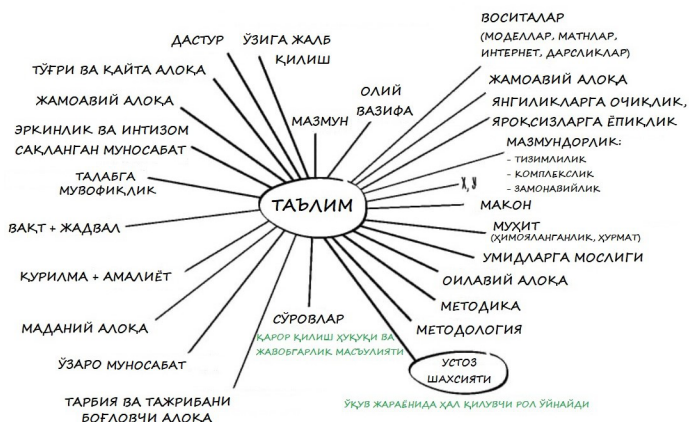 ВОСИТАЛАР
(МОДЕЛЛАР, МАТНЛАР,
ИНТЕРНЕТ, ДАРСЛИКЛАР)
ДАСТУР
ЎЗИГА ЖАЛБ
ҚИЛИШ
ТЎҒРИ ВА ҚАЙТА АЛОҚА
ОЛИЙ
ВАЗИФА
ЖАМОАВИЙ АЛОҚА
ЖАМОАВИЙ АЛОҚА
МАЗМУН
ЯНГИЛИКЛАРГА ОЧИҚЛИК,
ЯРОҚСИЗЛАРГА ЁПИҚЛИК
ЭРКИНЛИК ВА ИНТИЗОМ
САҚЛАНГАН МУНОСАБАТ
МАЗМУНДОРЛИК:
- ТИЗИМЛИЛИК
- КОМПЛЕКСЛИК
- ЗАМОНАВИЙЛИК
ТАЛАБГА
МУВОФИҚЛИК
Х, У
ТАЪЛИМ
МАКОН
ВАҚТ + ЖАДВАЛ
МУҲИТ
(ҲИМОЯЛАНГАНЛИК, ҲУРМАТ)
УМИДЛАРГА МОСЛИГИ
ҚУРИЛМА + АМАЛИЁТ
ОИЛАВИЙ АЛОҚА
МЕТОДИКА
МАДАНИЙ АЛОҚА
СЎРОВЛАР
МЕТОДОЛОГИЯ
ҚАРОР ҚИЛИШ ҲУҚУҚИ ВА
ЖАВОБГАРЛИК МАСЪУЛИЯТИ
ЎЗАРО МУНОСАБАТ
УСТОЗ
ШАХСИЯТИ
ТАРБИЯ ВА ТАЖРИБАНИ
БОҒЛОВЧИ АЛОҚА
ЎҚУВ ЖАРАЁНИДА ҲАЛ ҚИЛУВЧИ РОЛ ЎЙНАЙДИ